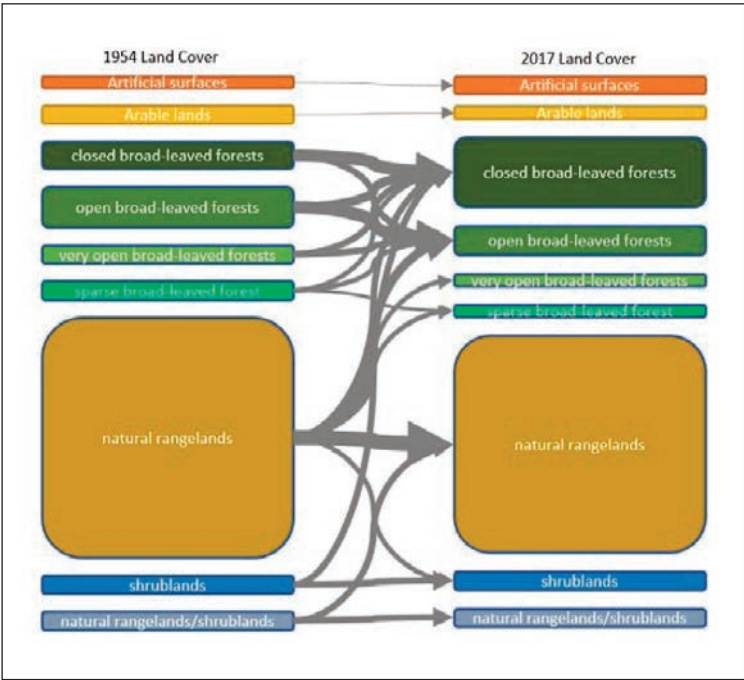 1954 Land Cover
Artificial surfaces
Arable lands
closed broad-leaved forests
open broad-leaved forests
very open broad-leaved forests
sparse broad-leaved forest
natural rangelands
shrublands
natural rangelands/shrublands
2017 Land Cover
Artificial surfaces
Arable lands
closed broad-leaved forests
open broad-leaved forests
very open broad-leaved forests
sparse broad-leaved forest
natural rangelands
shrublands
natural rangelands/shrublands